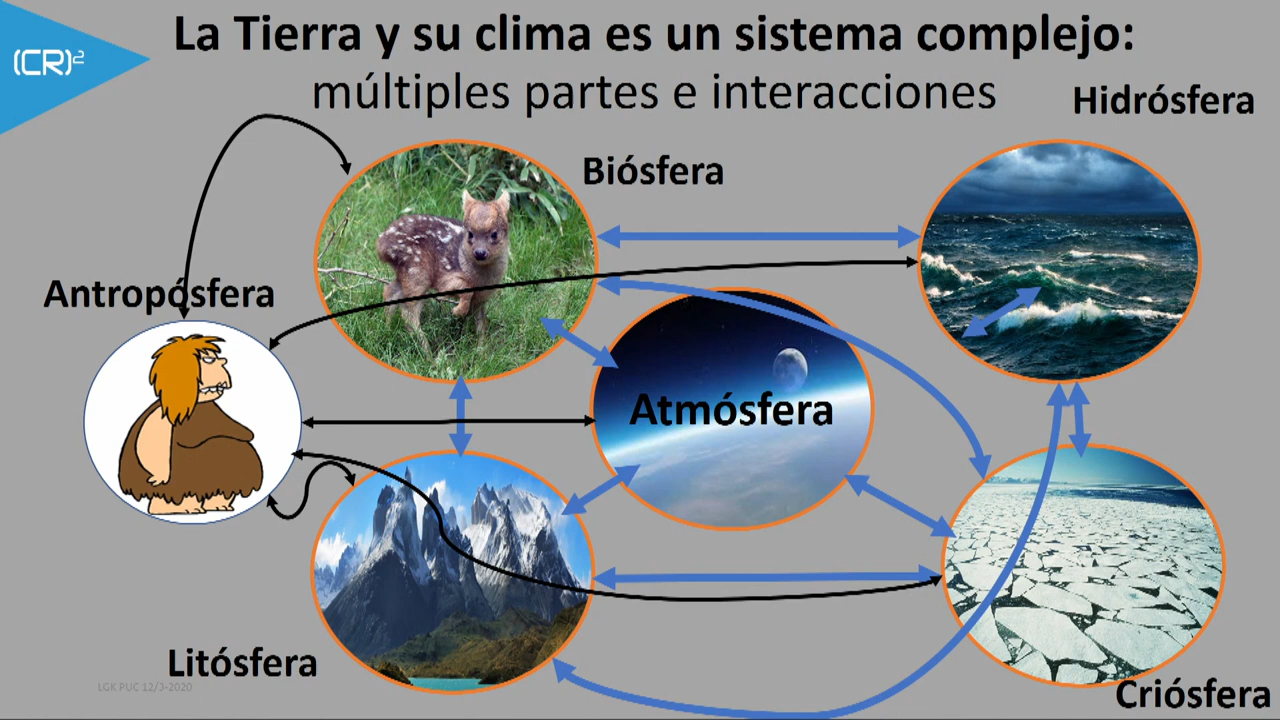 (CR)²
La Tierra y su clima es un sistema complejo:
múltiples partes e interacciones
Hidrósfera
Biósfera
Antropósfera
Atmósfera
Litósfera
LGK PUC 12/3-2020
Criósfera